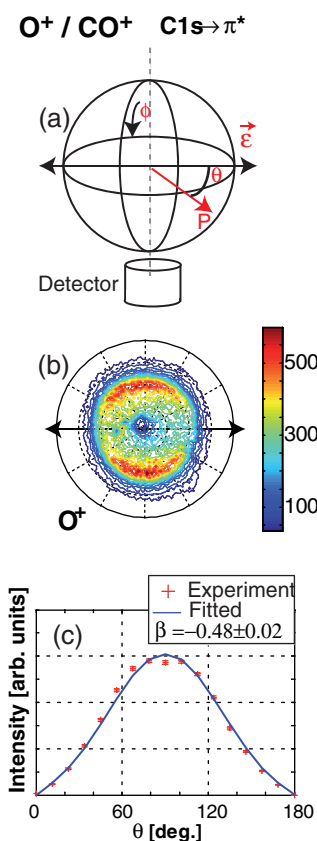 O⁺ / CO⁺ C1s→π*
(a)
ϕ
ε
θ
P
Detector
(b)
500
300
100
O⁺
(c)
Experiment
Fitted
β=−0.48±0.02
Intensity [arb. units]
0 60 120 180
θ [deg.]